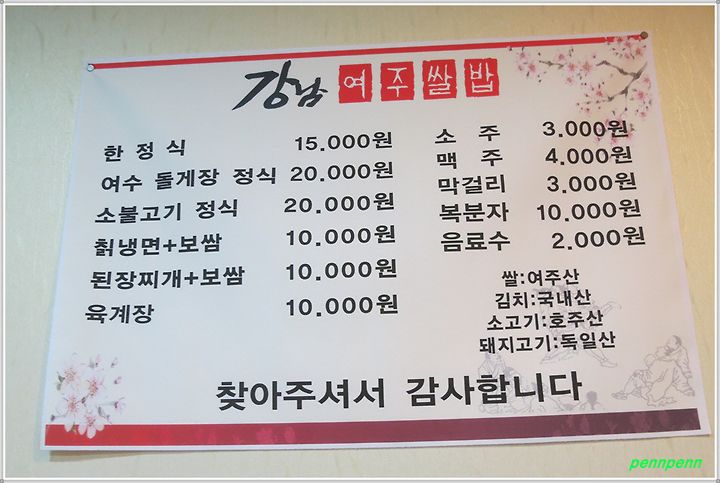 강남 여주쌀밥
한 정 식 15.000원
여수 돌게장 정식 20.000원
소불고기 정식 20.000원
칡냉면+보쌈 10.000원
된장찌개+보쌈 10.000원
육계장 10.000원
소 주 3.000원
맥 주 4.000원
막걸리 3.000원
복분자 10.000원
음료수 2.000원
쌀:여주산
김치:국내산
소고기:호주산
돼지고기:독일산
찾아주셔서 감사합니다
pennpenn